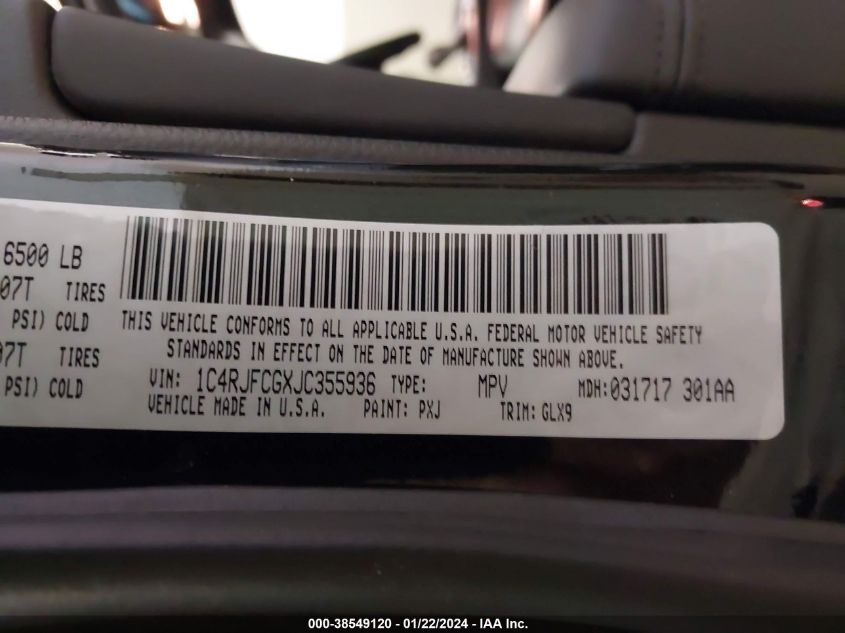 6500 LB
07T TIRES
PSI) COLD
07T TIRES
PSI) COLD
THIS VEHICLE CONFORMS TO ALL APPLICABLE U.S.A. FEDERAL MOTOR VEHICLE SAFETY
STANDARDS IN EFFECT ON THE DATE OF MANUFACTURE SHOWN ABOVE.
VIN: 1C4RJFCGXJC355936 TYPE: MPV MDH:031717 301AA
VEHICLE MADE IN U.S.A. PAINT: PXJ TRIM: GLX9
000-38549120 - 01/22/2024 - IAA Inc.